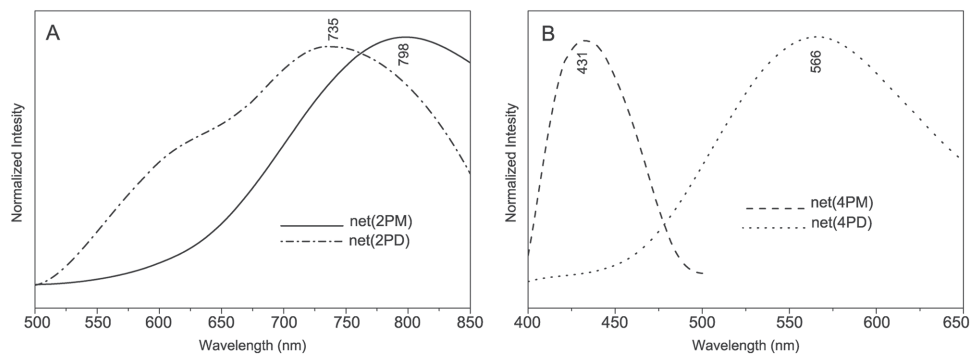 A
735
798
Normalized Intesity
net(2PM)
net(2PD)
500 550 600 650 700 750 800 850
Wavelength (nm)
B
431
566
Normalized Intesity
net(4PM)
net(4PD)
400 450 500 550 600 650
Wavelength (nm)